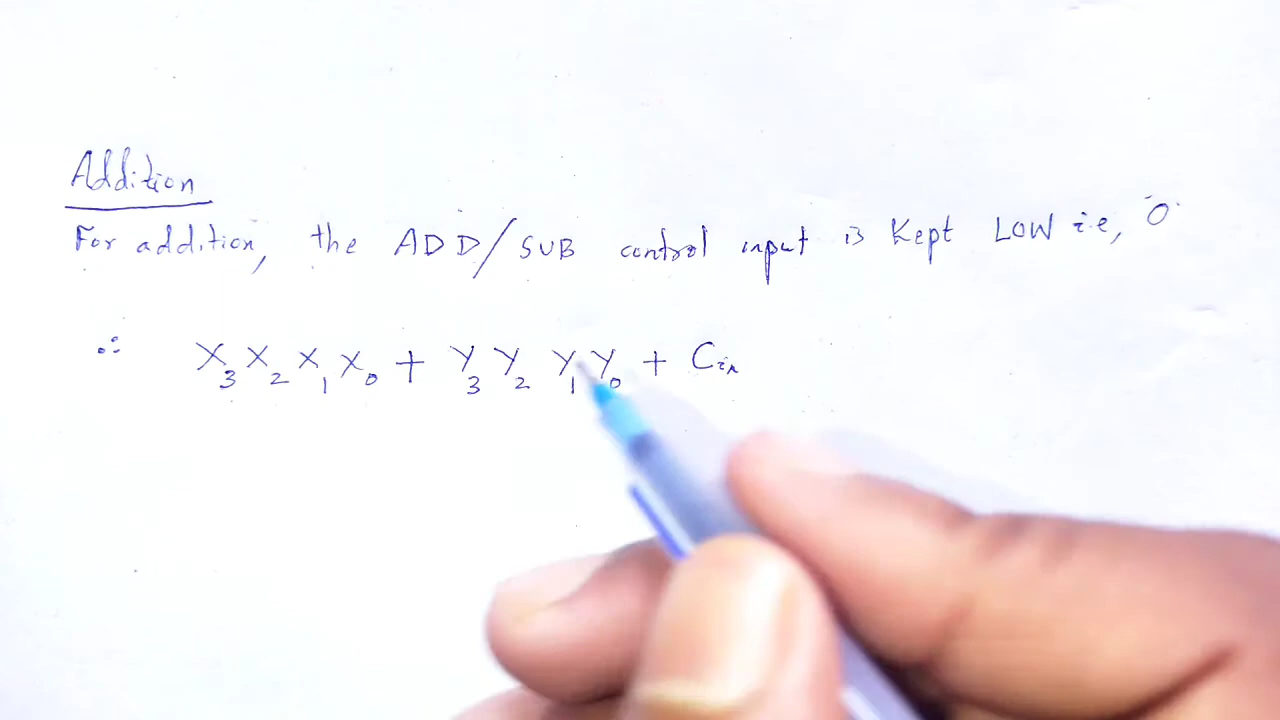 Addition
For addition, the ADD/SUB control input is Kept LOW i.e, '0'
∴ X₃ X₂ X₁ X₀ + Y₃ Y₂ Y₁ Y₀ + Cᵢₙ